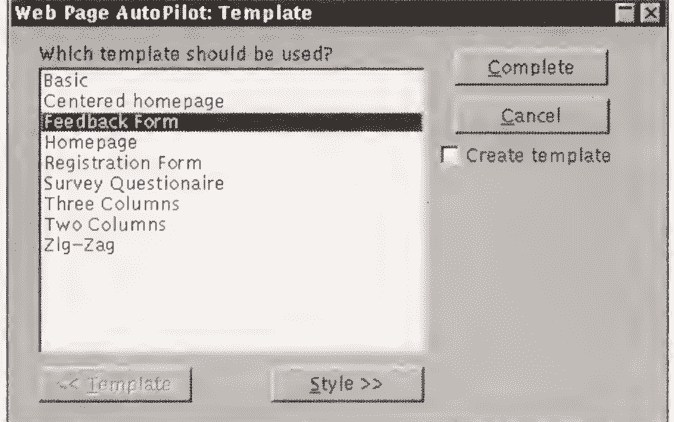 Web Page AutoPilot: Template
Which template should be used?
Basic
Centered homepage
Feedback Form
Homepage
Registration Form
Survey Questionaire
Three Columns
Two Columns
Zig-Zag
Complete
Cancel
Create template
<< Template
Style >>